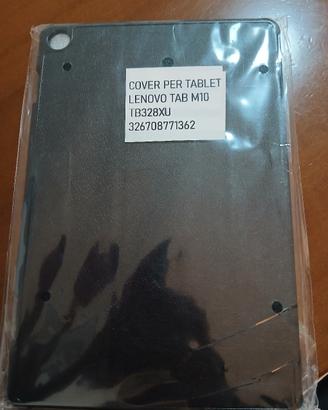 COVER PER TABLET
LENOVO TAB M10
TB328XU
326708771362